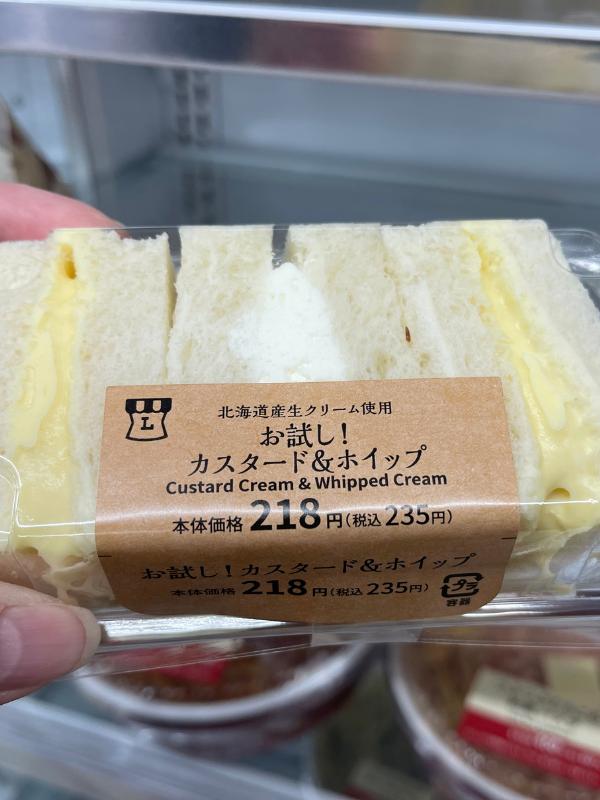 L
北海道産生クリーム使用
お試し!
カスタード&ホイップ
Custard Cream & Whipped Cream
本体価格 218円(税込235円)
お試し!カスタード&ホイップ
本体価格 218円(税込235円)
プラ
容器